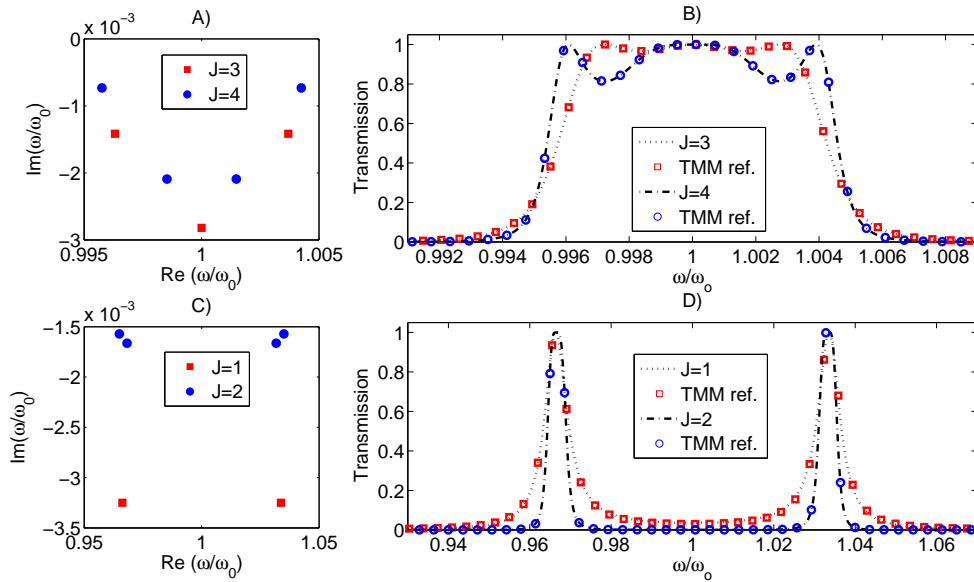 A)
x 10⁻³
0
−1
−2
−3
Im(ω/ω₀)
J=3
J=4
0.995
1
1.005
Re (ω/ω₀)
B)
1
0.8
0.6
0.4
0.2
0
Transmission
J=3
TMM ref.
J=4
TMM ref.
0.992
0.994
0.996
0.998
1
1.002
1.004
1.006
1.008
ω/ωₒ
C)
x 10⁻³
−1.5
−2
−2.5
−3
−3.5
Im(ω/ω₀)
J=1
J=2
0.95
1
1.05
Re (ω/ω₀)
D)
1
0.8
0.6
0.4
0.2
0
Transmission
J=1
TMM ref.
J=2
TMM ref.
0.94
0.96
0.98
1
1.02
1.04
1.06
ω/ωₒ